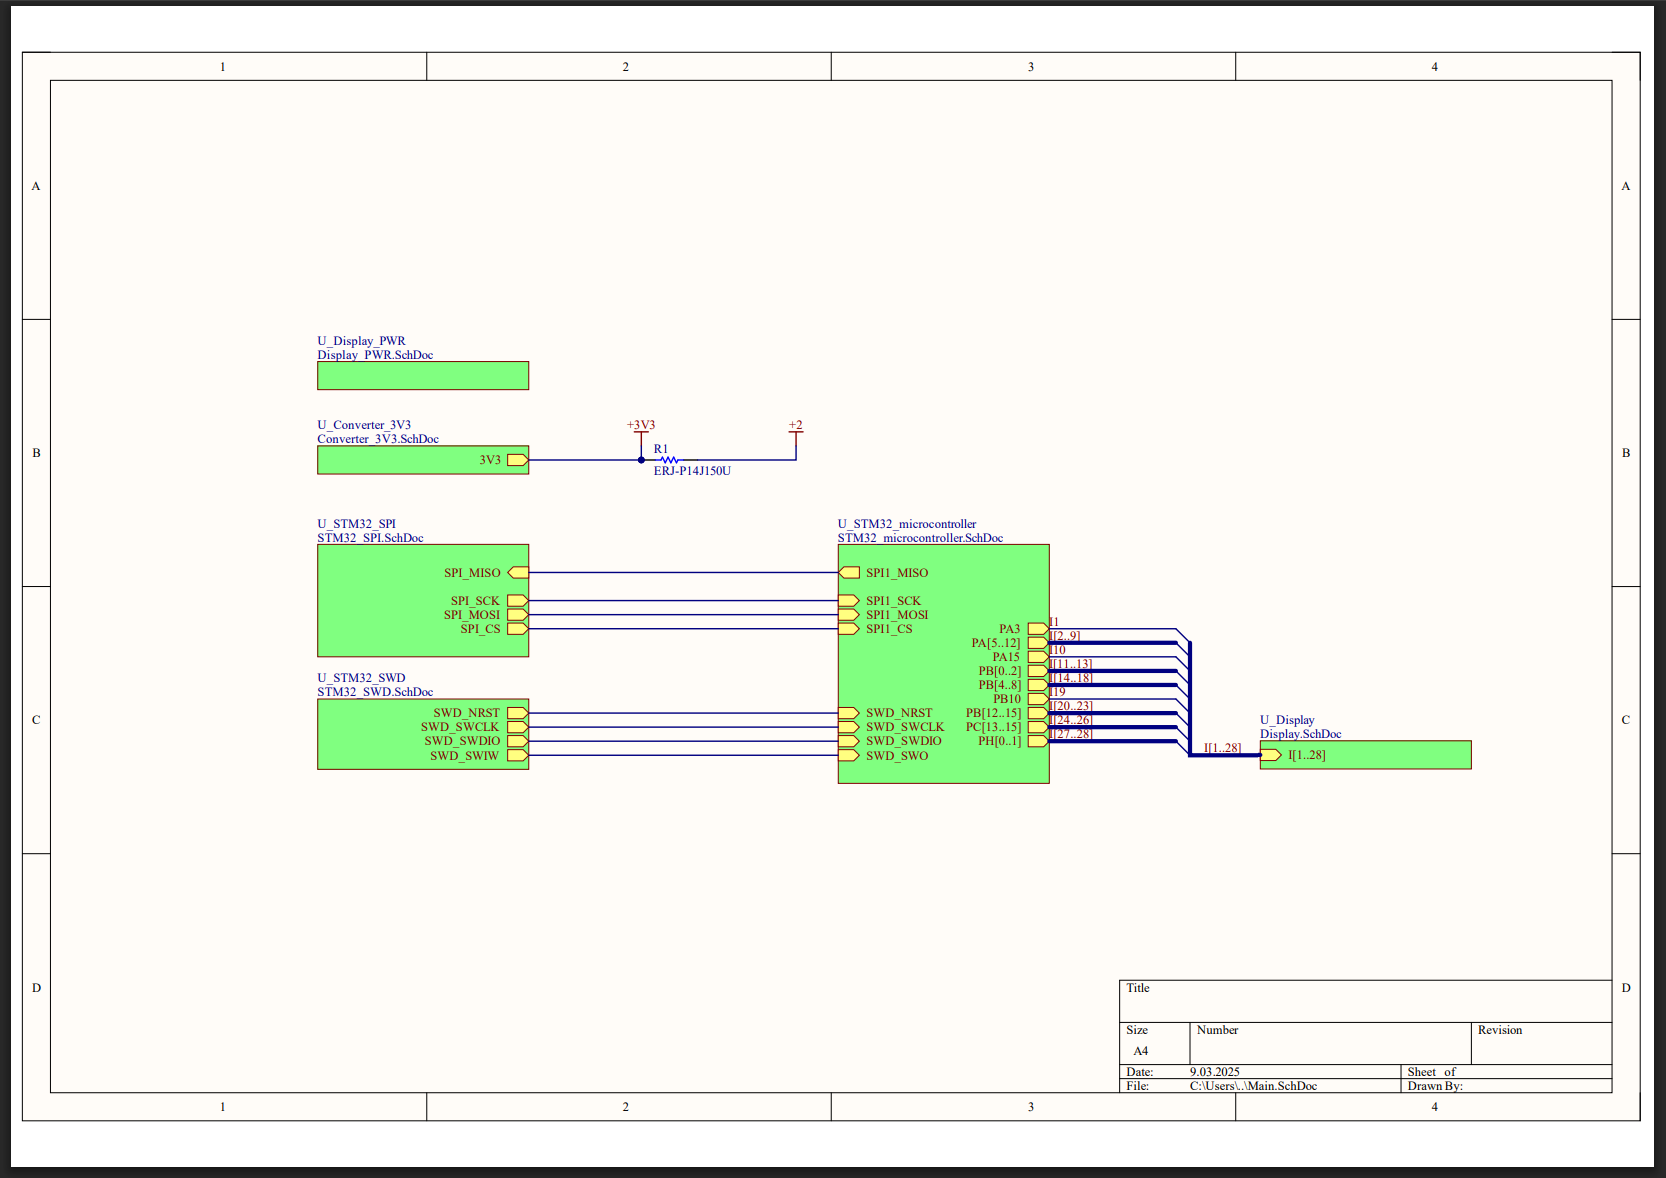 1 2 3 4
A A
U_Display_PWR
Display_PWR.SchDoc
U_Converter_3V3
Converter_3V3.SchDoc
3V3
+3V3
+2
R1
ERJ-P14J150U
B B
U_STM32_SPI
STM32_SPI.SchDoc
SPI_MISO
SPI_SCK
SPI_MOSI
SPI_CS
U_STM32_SWD
STM32_SWD.SchDoc
SWD_NRST
SWD_SWCLK
SWD_SWDIO
SWD_SWIW
U_STM32_microcontroller
STM32_microcontroller.SchDoc
SPI1_MISO
SPI1_SCK
SPI1_MOSI
SPI1_CS
SWD_NRST
SWD_SWCLK
SWD_SWDIO
SWD_SWO
PA3 I1
PA[5..12] I[2..9]
PA15 I10
PB[0..2] I[11..13]
PB[4..8] I[14..18]
PB10 I19
PB[12..15] I[20..23]
PC[13..15] I[24..26]
PH[0..1] I[27..28]
C C
U_Display
Display.SchDoc
I[1..28] I[1..28]
D D
Title
Size Number Revision
A4
Date: 9.03.2025 Sheet of
File: C:\Users\..\Main.SchDoc Drawn By:
1 2 3 4